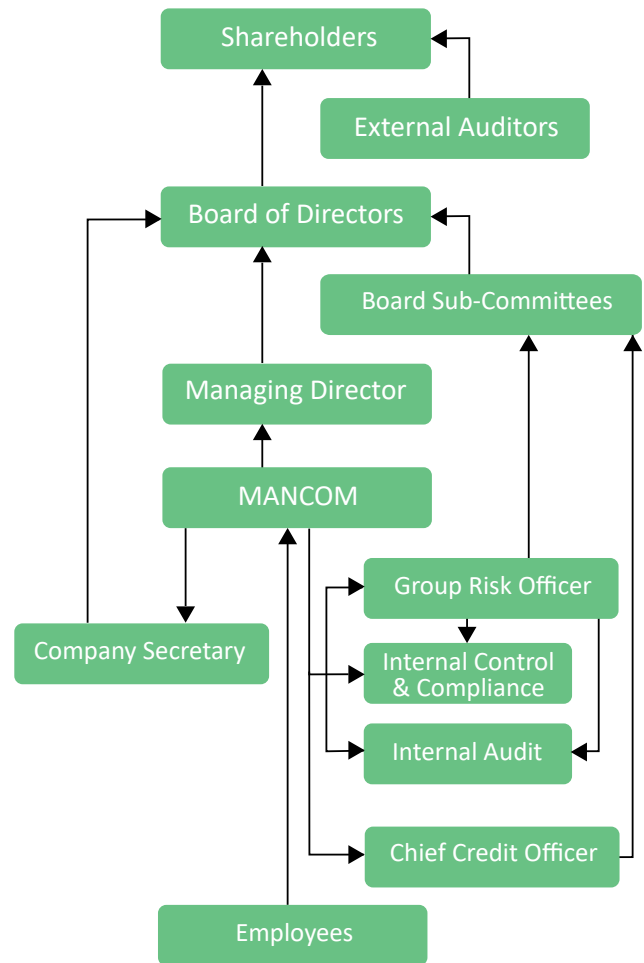 Shareholders
External Auditors
Board of Directors
Board Sub-Committees
Managing Director
MANCOM
Group Risk Officer
Company Secretary
Internal Control
& Compliance
Internal Audit
Chief Credit Officer
Employees